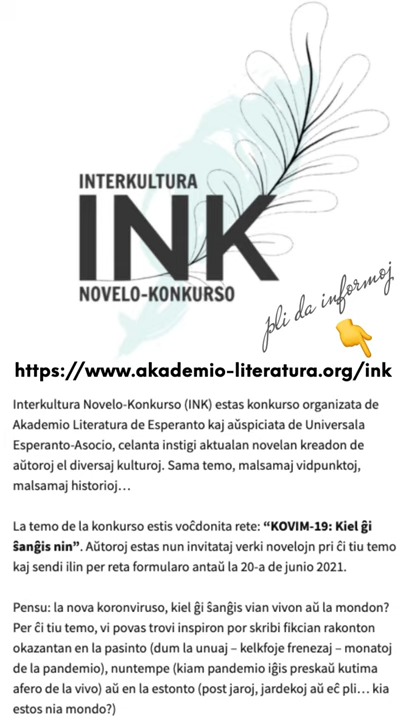 INTERKULTURA
INK
NOVELO-KONKURSO
pli da informoj
https://www.akademio-literatura.org/ink
Interkultura Novelo-Konkurso (INK) estas konkurso organizata de
Akademio Literatura de Esperanto kaj aŭspiciata de Universala
Esperanto-Asocio, celanta instigi aktualan novelan kreadon de
aŭtoroj el diversaj kulturoj. Sama temo, malsamaj vidpunktoj,
malsamaj historioj…
La temo de la konkurso estis voĉdonita rete: “KOVIM-19: Kiel ĝi
ŝanĝis nin”. Aŭtoroj estas nun invitataj verki novelojn pri ĉi tiu temo
kaj sendi ilin per reta formularo antaŭ la 20-a de junio 2021.
Pensu: la nova koronviruso, kiel ĝi ŝanĝis vian vivon aŭ la mondon?
Per ĉi tiu temo, vi povas trovi inspiron por skribi fikcian rakonton
okazantan en la pasinto (dum la unuaj – kelkfoje frenezaj – monatoj
de la pandemio), nuntempe (kiam pandemio iĝis preskaŭ kutima
afero de la vivo) aŭ en la estonto (post jaroj, jardekoj aŭ eĉ pli… kia
estos nia mondo?)